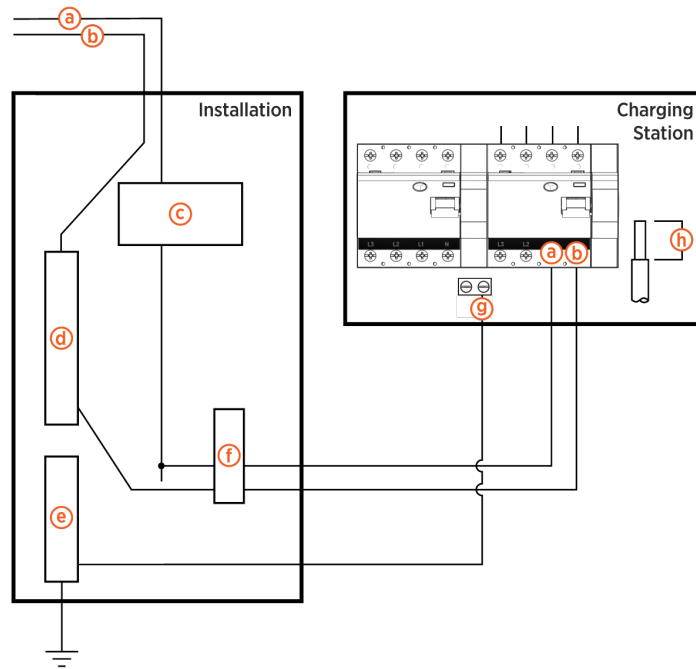 a
b
Installation
Charging
Station
c
L3 L2 L1 N
L3 L2
a b
h
d
g
f
e